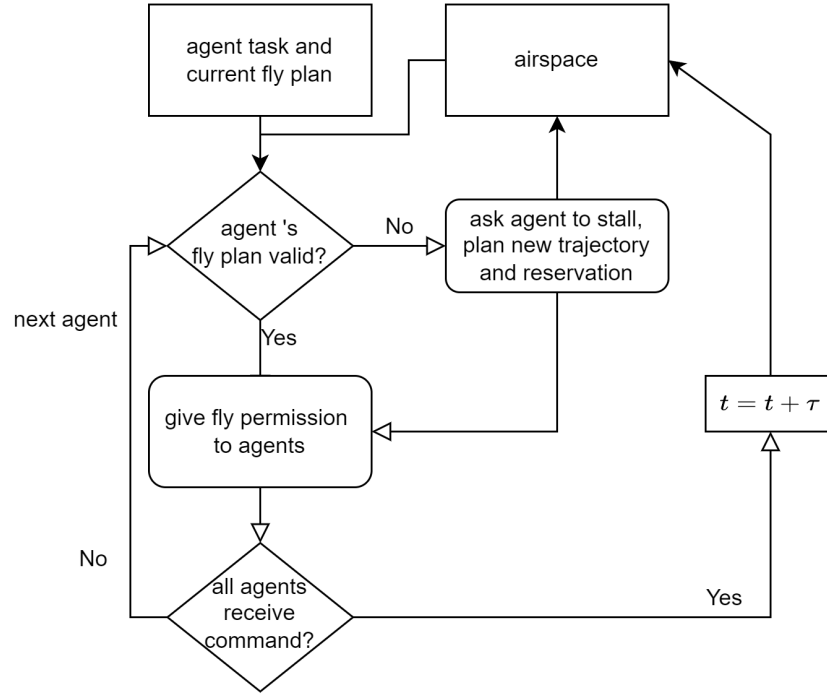 agent task and
current fly plan
airspace
agent 's
fly plan valid?
No
ask agent to stall,
plan new trajectory
and reservation
next agent
Yes
give fly permission
to agents
t = t + τ
No
all agents
receive
command?
Yes